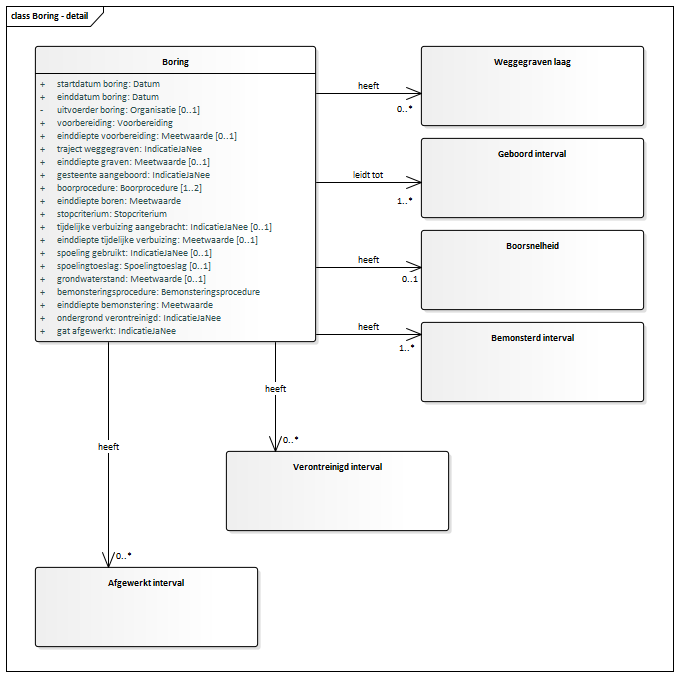 class Boring - detail
Boring
+ startdatum boring: Datum
+ einddatum boring: Datum
- uitvoerder boring: Organisatie [0..1]
+ voorbereiding: Voorbereiding
+ einddiepte voorbereiding: Meetwaarde [0..1]
+ traject weggegraven: IndicatieJaNee
+ einddiepte graven: Meetwaarde [0..1]
+ gesteente aangeboord: IndicatieJaNee
+ boorprocedure: Boorprocedure [1..2]
+ einddiepte boren: Meetwaarde
+ stopcriterium: Stopcriterium
+ tijdelijke verbuizing aangebracht: IndicatieJaNee [0..1]
+ einddiepte tijdelijke verbuizing: Meetwaarde [0..1]
+ spoeling gebruikt: IndicatieJaNee [0..1]
+ spoelingtoeslag: Spoelingtoeslag [0..1]
+ grondwaterstand: Meetwaarde [0..1]
+ bemonsteringsprocedure: Bemonsteringsprocedure
+ einddiepte bemonstering: Meetwaarde
+ ondergrond verontreinigd: IndicatieJaNee
+ gat afgewerkt: IndicatieJaNee
heeft
0..*
Weggegraven laag
leidt tot
1..*
Geboord interval
heeft
0..1
Boorsnelheid
heeft
1..*
Bemonsterd interval
heeft
0..*
Verontreinigd interval
heeft
0..*
Afgewerkt interval